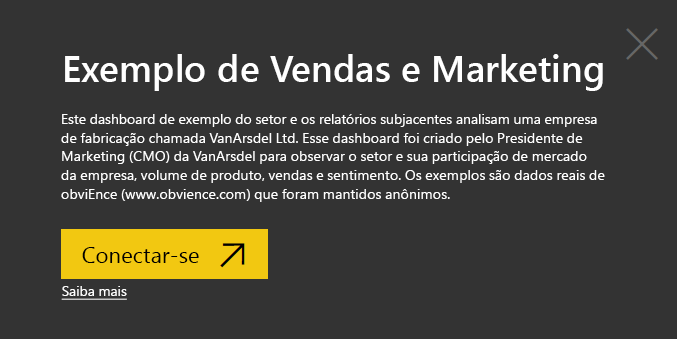 Exemplo de Vendas e Marketing
Este dashboard de exemplo do setor e os relatórios subjacentes analisam uma empresa
de fabricação chamada VanArsdel Ltd. Esse dashboard foi criado pelo Presidente de
Marketing (CMO) da VanArsdel para observar o setor e sua participação de mercado
da empresa, volume de produto, vendas e sentimento. Os exemplos são dados reais de
obviEnce (www.obvience.com) que foram mantidos anônimos.
Conectar-se
Saiba mais